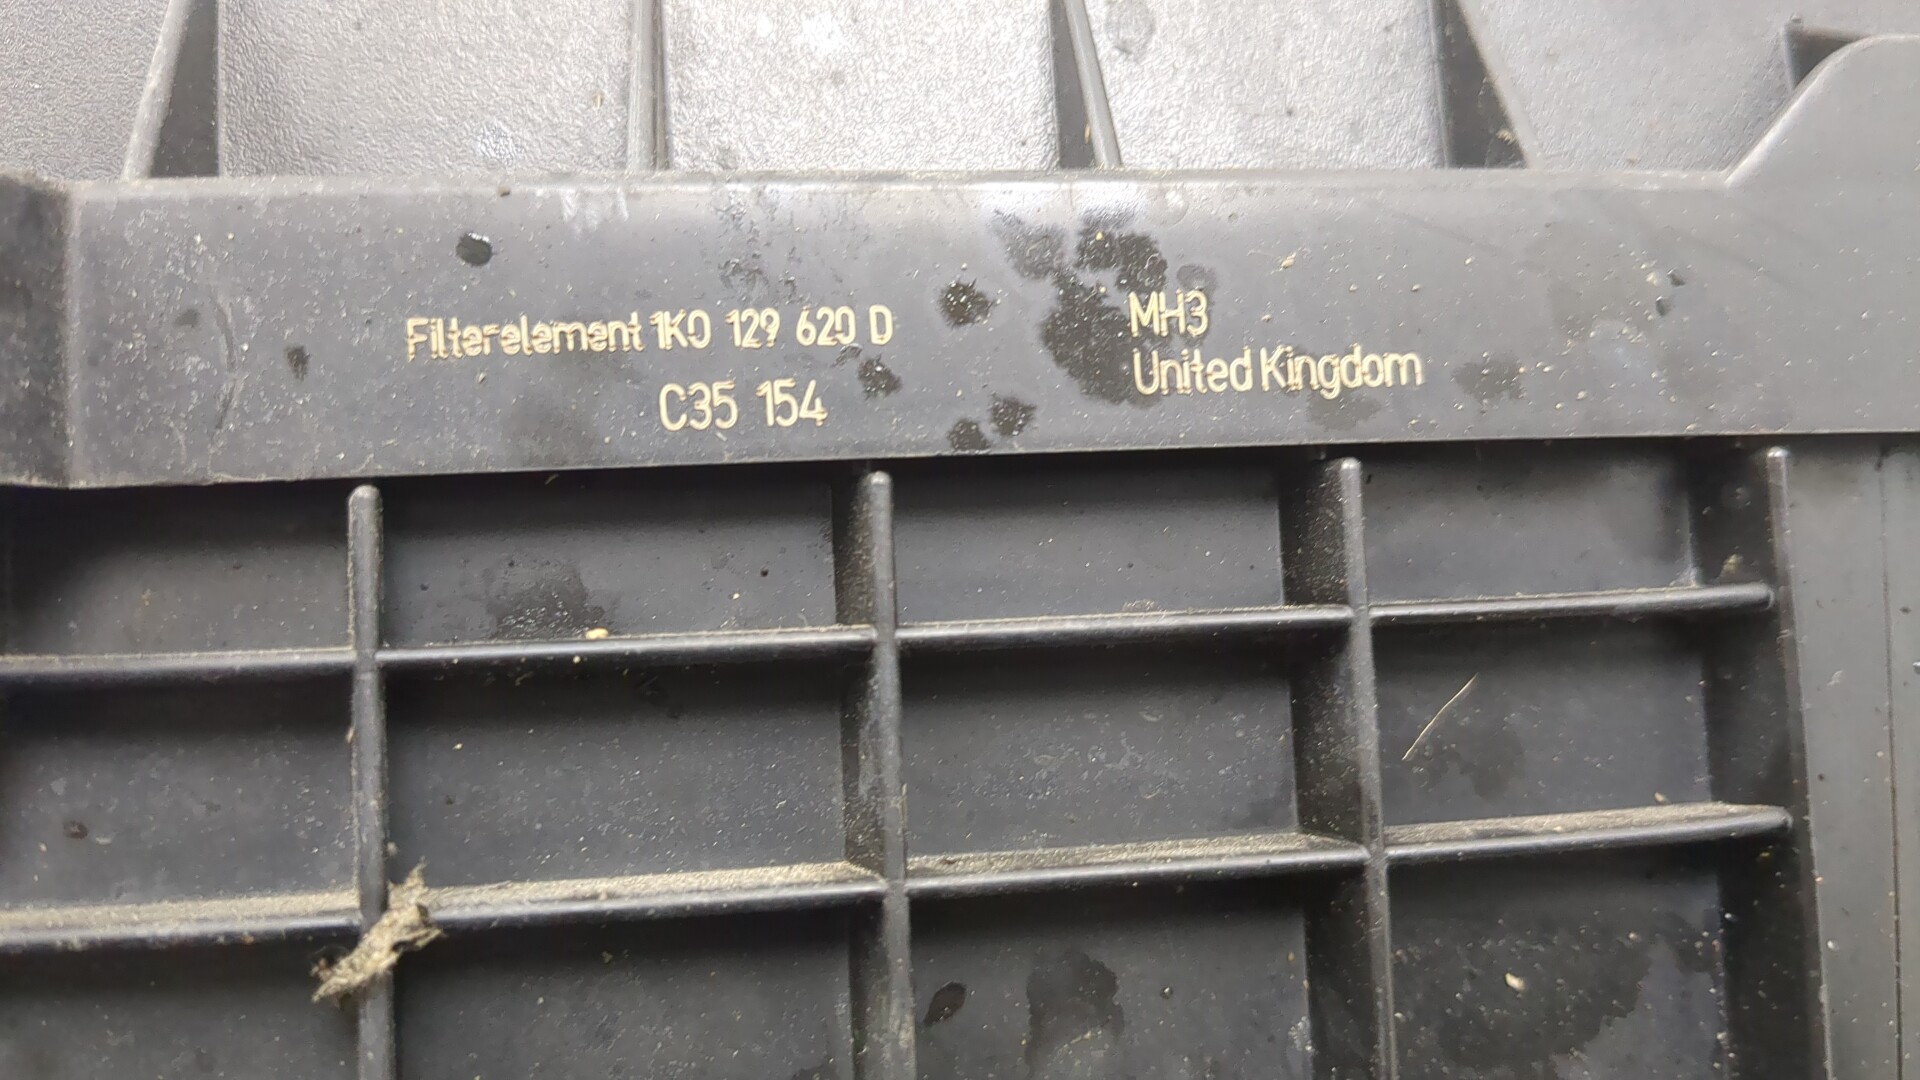 Filterelement 1K0 129 620 D
C35 154
MH3
United Kingdom